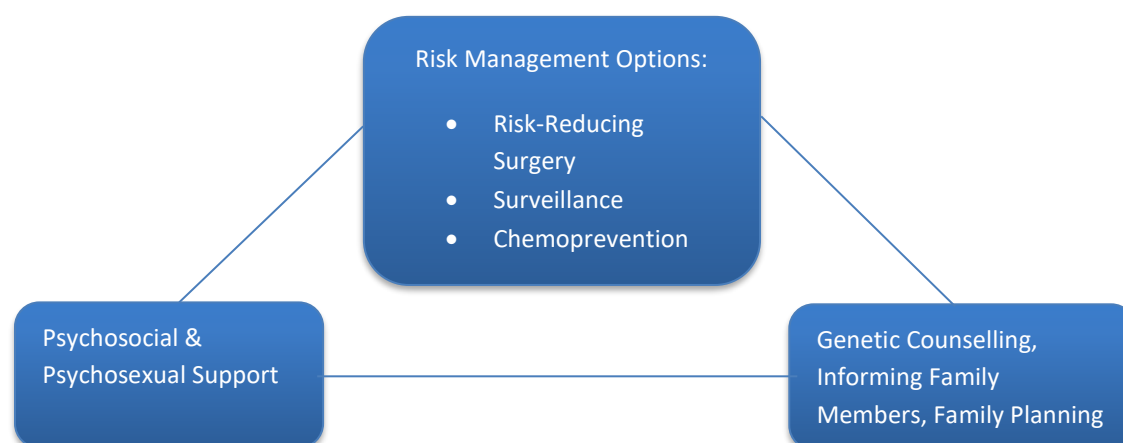 Risk Management Options:
• Risk-Reducing
Surgery
• Surveillance
• Chemoprevention
Psychosocial &
Psychosexual Support
Genetic Counselling,
Informing Family
Members, Family Planning